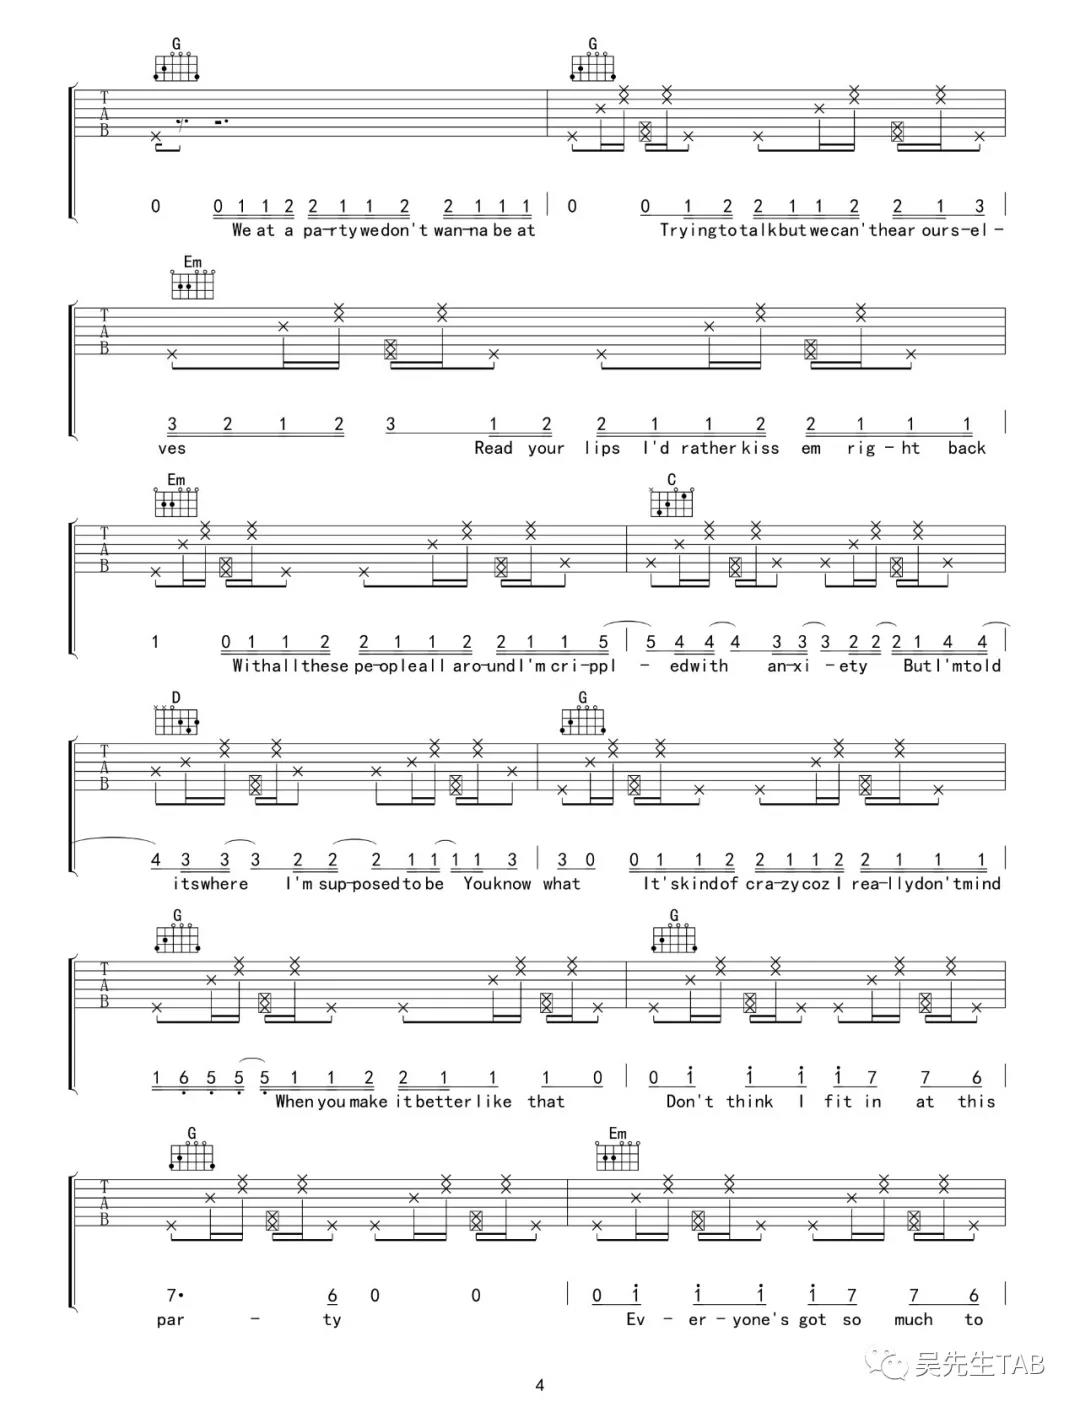 G G
T
A
B
0 0 1 1 2 2 1 1 2 2 1 1 1 | 0 0 1 2 2 1 1 2 2 1 3 |
We at a pa-rty we don't wan-na be at Trying to talk but we can't hear ours-el-
Em
T
A
B
3 2 1 2 3 1 2 2 1 1 2 2 1 1 1 |
ves Read your lips I'd rather kiss em rig-ht back
Em C
T
A
B
1 0 1 1 2 2 1 1 2 2 1 1 5 | 5 4 4 4 3 3 3 2 2 2 1 4 4 |
With all these pe-ople all aro-und I'm cri-ppl - ed with an-xi-ety But I'm told
D G
T
A
B
4 3 3 3 2 2 2 1 1 1 1 3 | 3 0 0 1 1 2 2 1 1 2 2 1 1 1 |
its where I'm sup-posed to be You know what It's kind of cra-zy coz I rea-lly don't mind
G G
T
A
B
1 6 5 5 5 1 1 2 2 1 1 1 0 | 0 1 1 1 1 7 7 6 |
When you make it better like that Don't think I fit in at this
G Em
T
A
B
7· 6 0 0 | 0 1 1 1 1 7 7 6 |
par - ty Ev - er - yone's got so much to
吴先生TAB
4